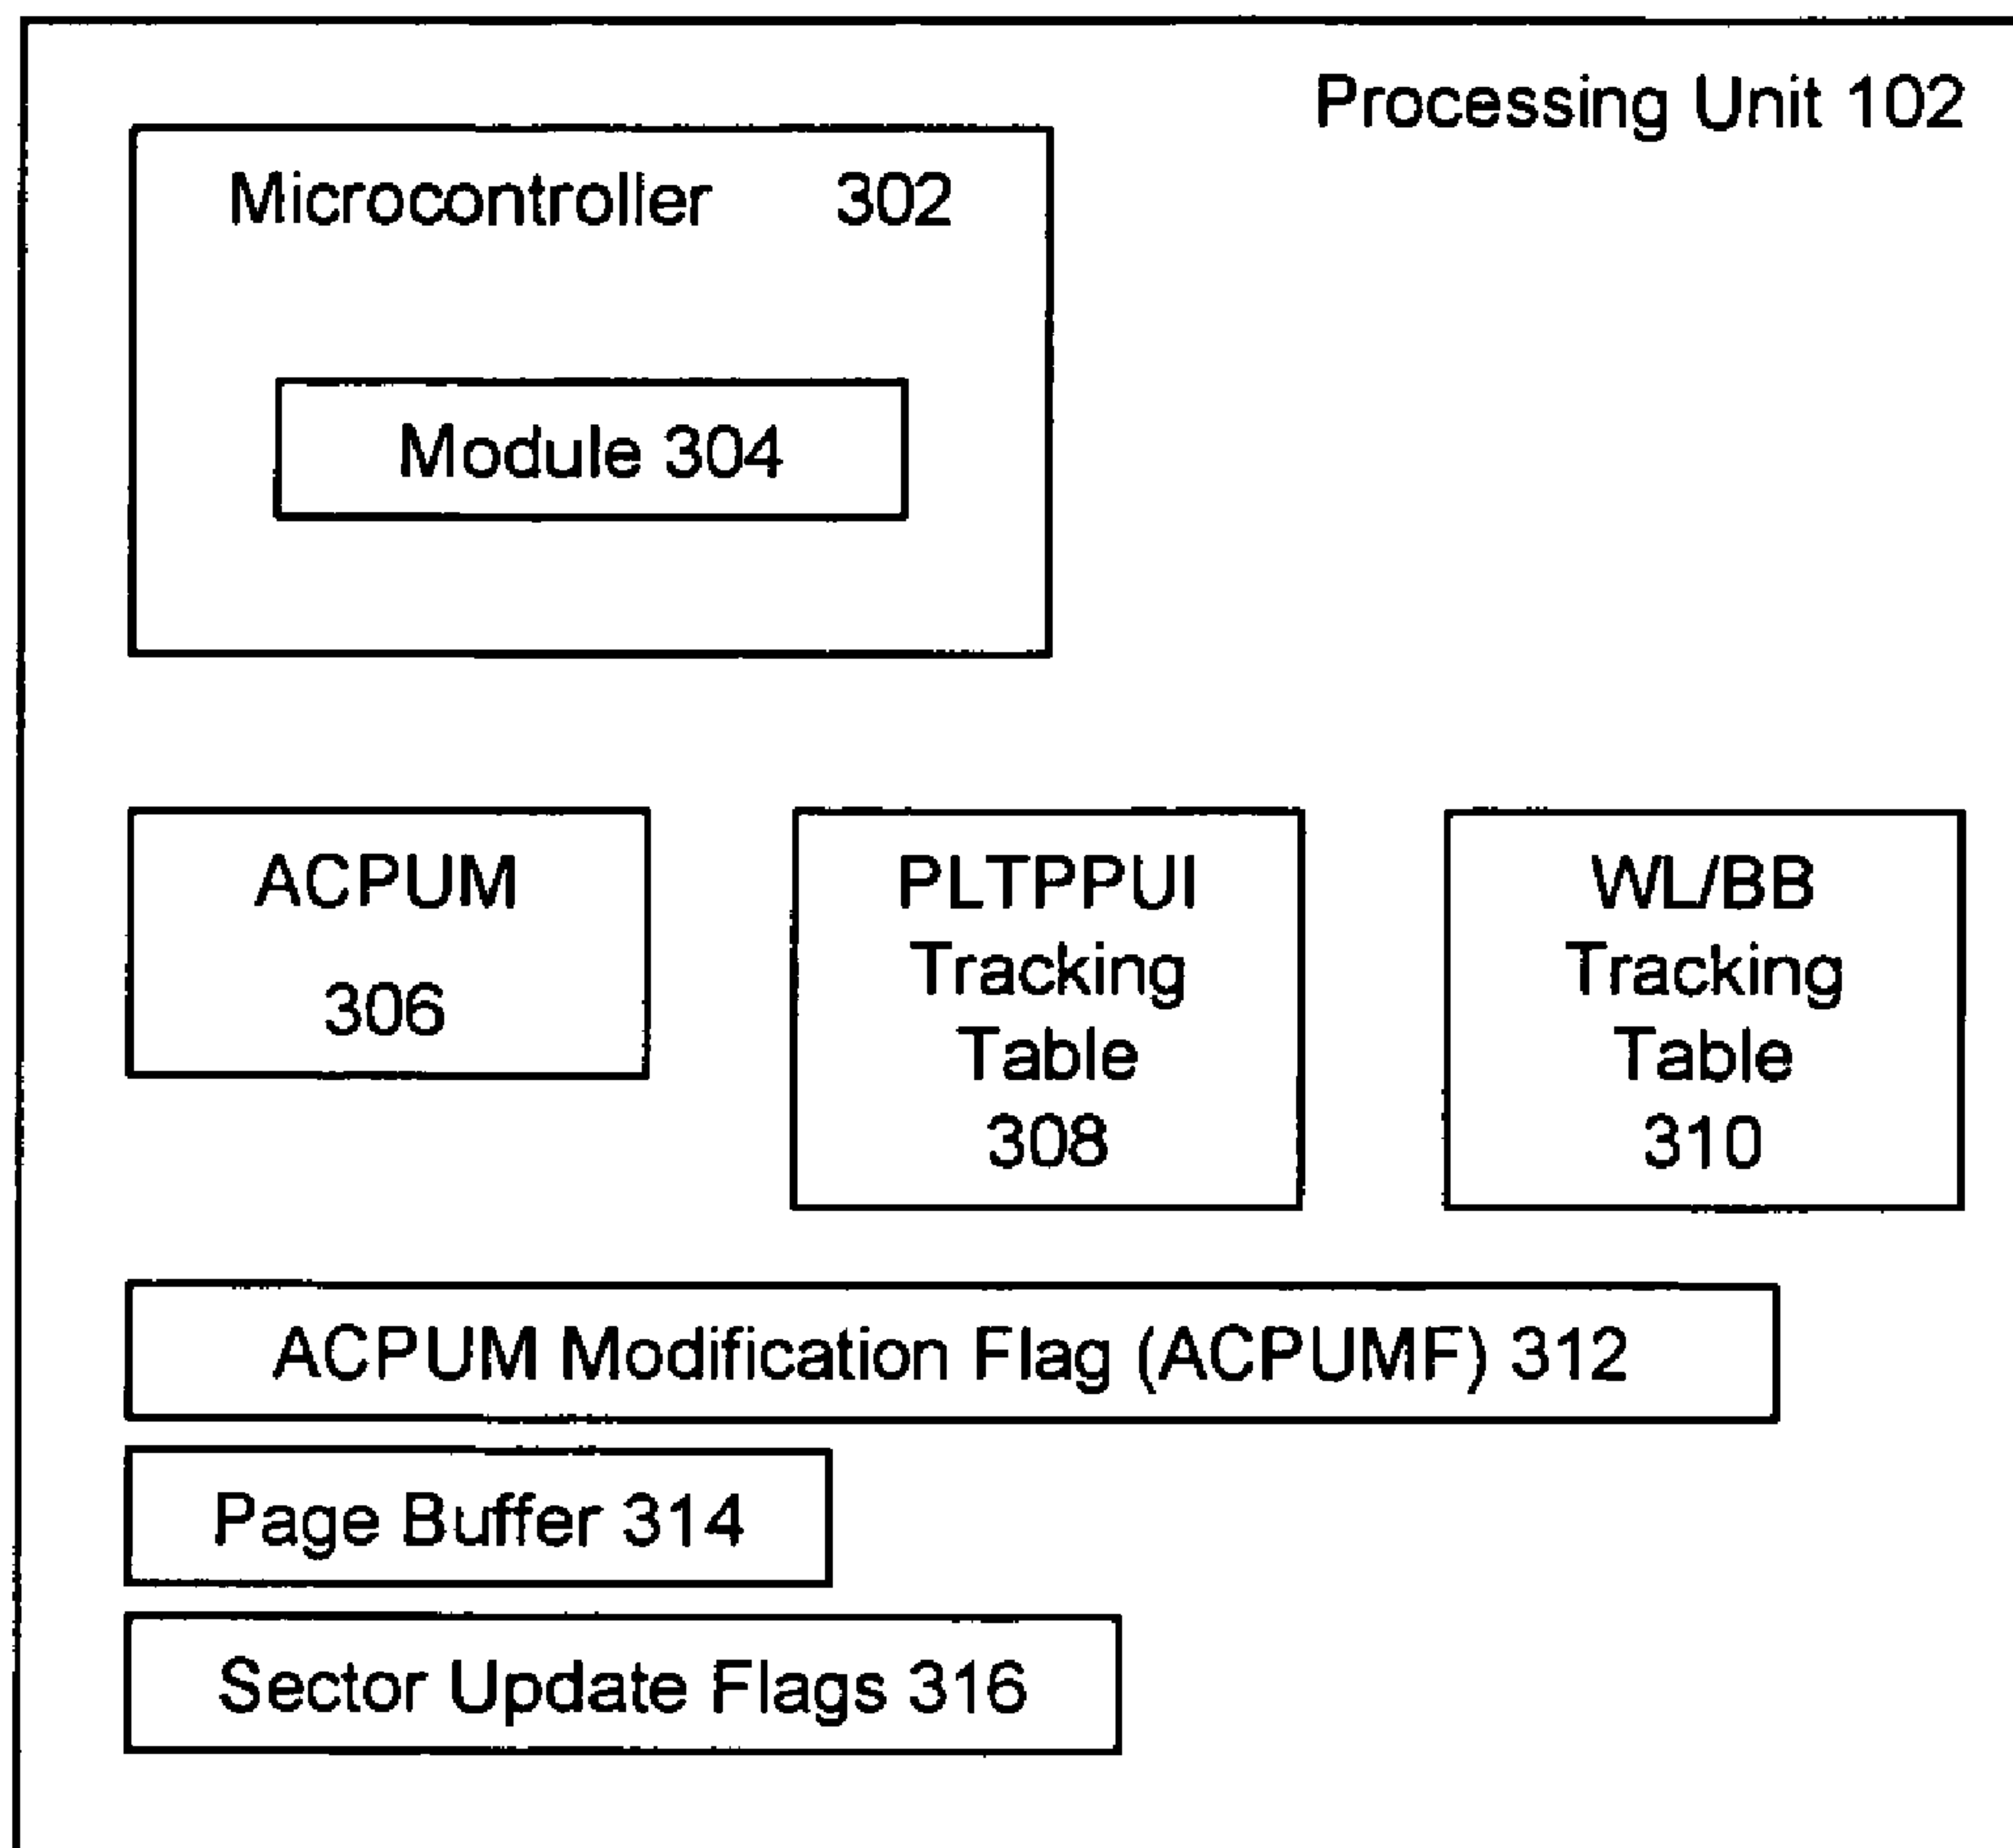 Processing Unit 102
Microcontroller 302
Module 304
ACPUM
306
PLTPPUI
Tracking
Table
308
WL/BB
Tracking
Table
310
ACPUM Modification Flag (ACPUMF) 312
Page Buffer 314
Sector Update Flags 316